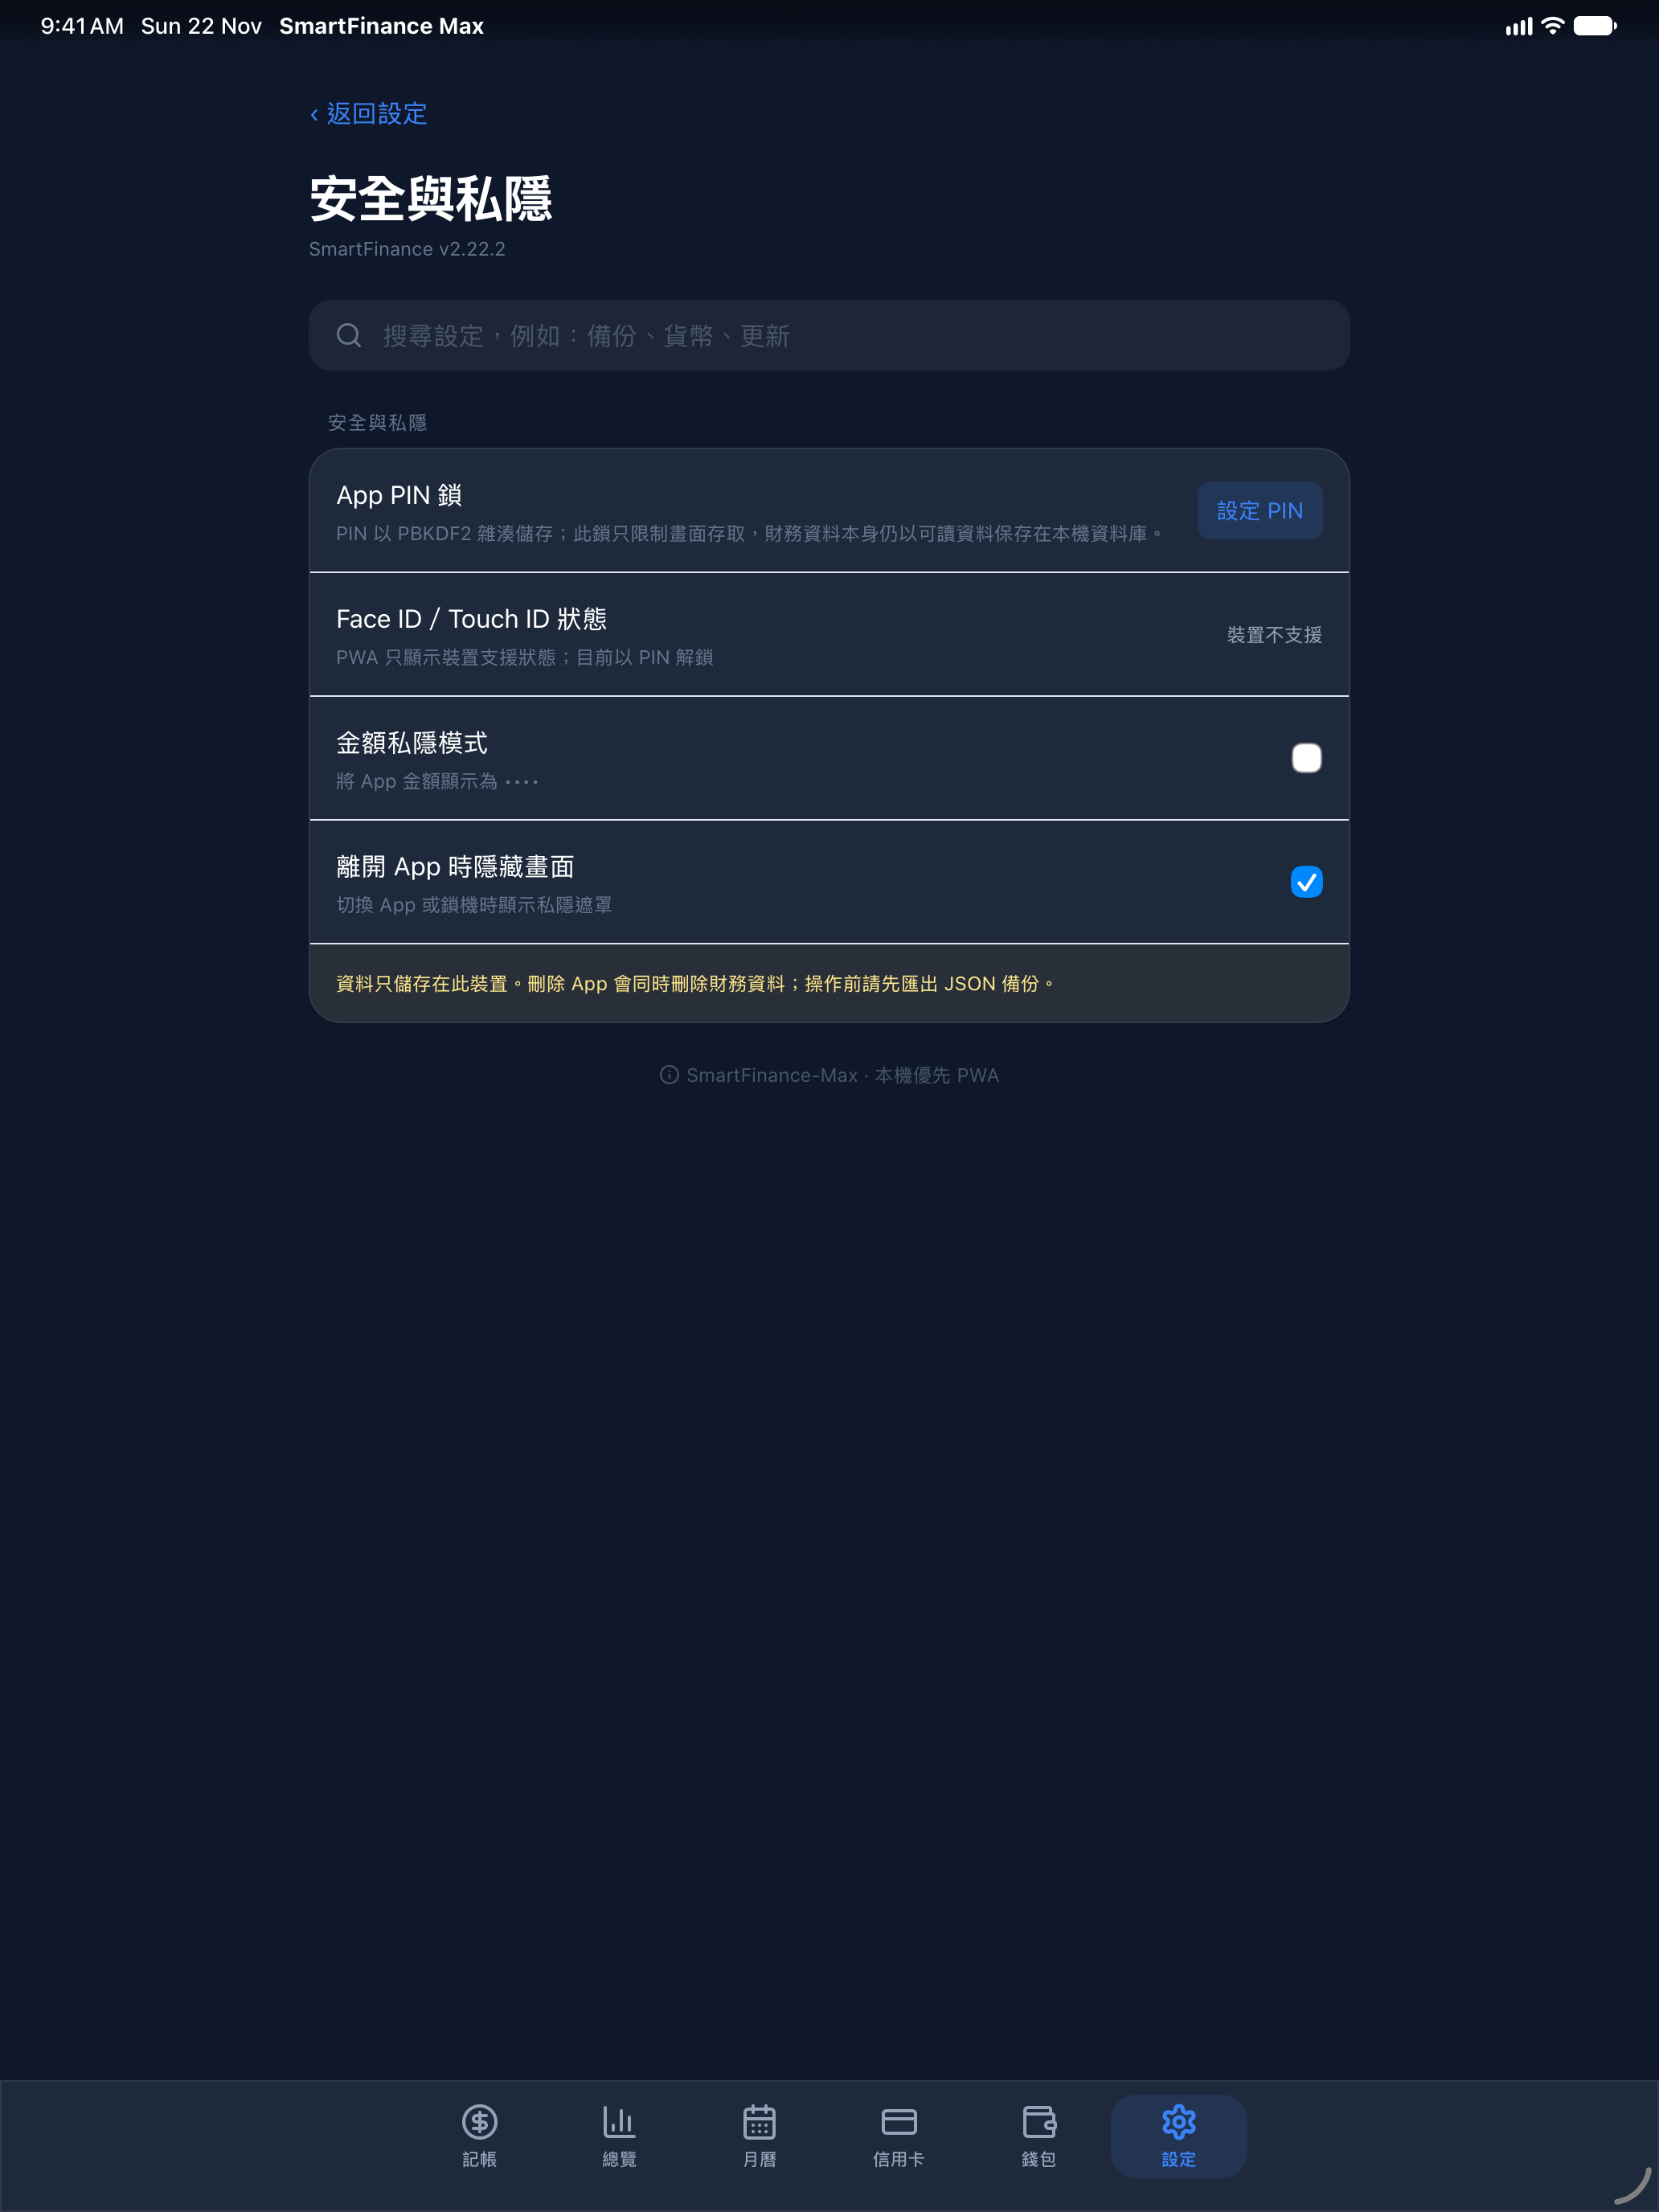 9:41 AM Sun 22 Nov SmartFinance Max
‹ 返回設定
安全與私隱
SmartFinance v2.22.2
搜尋設定，例如：備份、貨幣、更新
安全與私隱
App PIN 鎖
PIN 以 PBKDF2 雜湊儲存；此鎖只限制畫面存取，財務資料本身仍以可讀資料保存在本機資料庫。
設定 PIN
Face ID / Touch ID 狀態
PWA 只顯示裝置支援狀態；目前以 PIN 解鎖
裝置不支援
金額私隱模式
將 App 金額顯示為 ••••
離開 App 時隱藏畫面
切換 App 或鎖機時顯示私隱遮罩
資料只儲存在此裝置。刪除 App 會同時刪除財務資料；操作前請先匯出 JSON 備份。
SmartFinance-Max · 本機優先 PWA
記帳
總覽
月曆
信用卡
錢包
設定